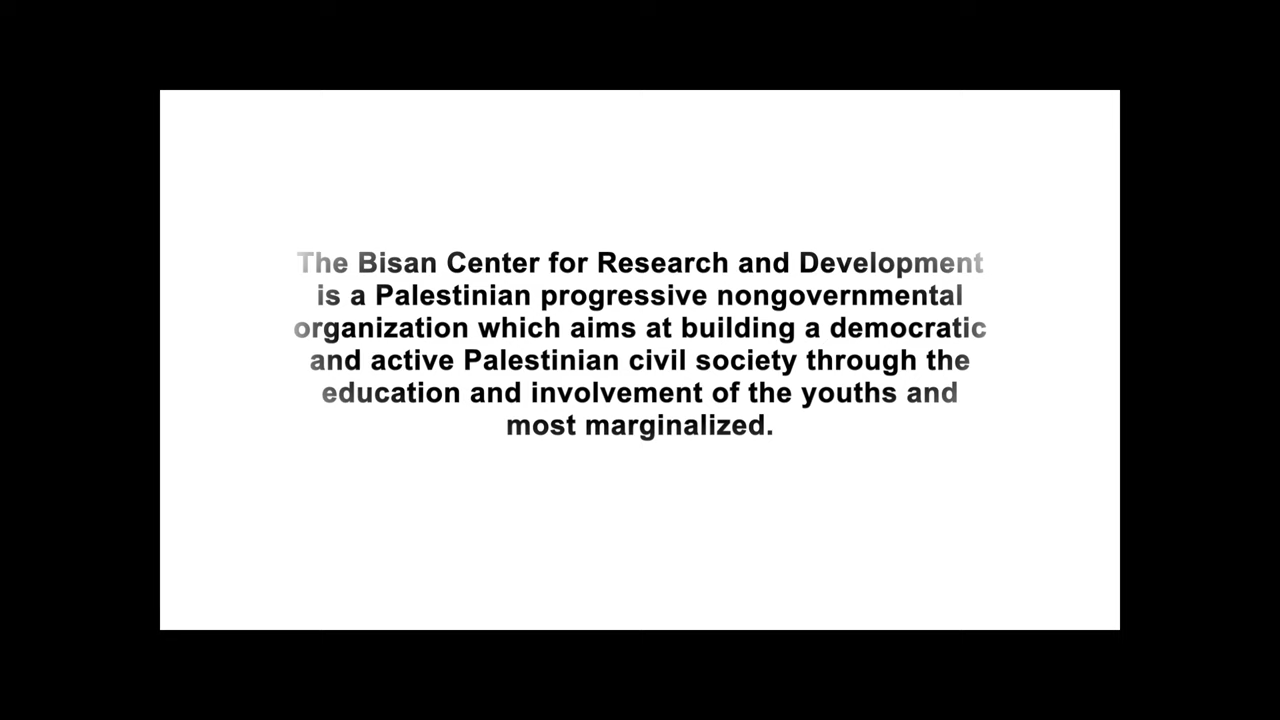 The Bisan Center for Research and Development
is a Palestinian progressive nongovernmental
organization which aims at building a democratic
and active Palestinian civil society through the
education and involvement of the youths and
most marginalized.